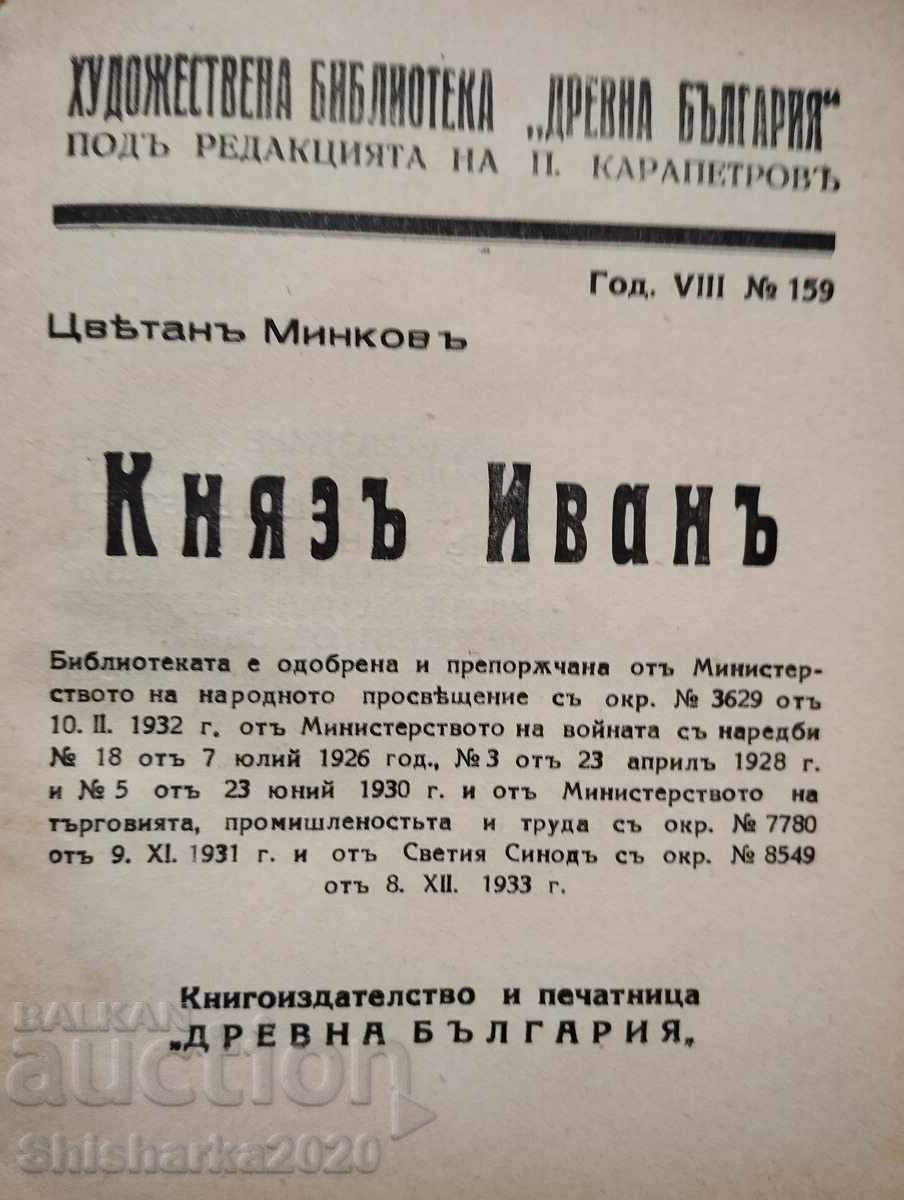 ХУДОЖЕСТВЕНА БИБЛИОТЕКА „ДРЕВНА БЪЛГАРИЯ“
ПОДЪ РЕДАКЦИЯТА НА П. КАРАПЕТРОВЪ
Год. VIII № 159
Цвѣтанъ Минковъ
Князъ Иванъ
Библиотеката е одобрена и препорѫчана отъ Министер-
ството на народното просвѣщение съ окр. № 3629 отъ
10. II. 1932 г. отъ Министерството на войната съ наредби
№ 18 отъ 7 юлий 1926 год., № 3 отъ 23 априлъ 1928 г.
и № 5 отъ 23 юний 1930 г. и отъ Министерството на
търговията, промишленостьта и труда съ окр. № 7780
отъ 9. XI. 1931 г. и отъ Светия Синодъ съ окр. № 8549
отъ 8. XII. 1933 г.
Книгоиздателство и печатница
„ДРЕВНА БЪЛГАРИЯ„
BALKAN
auction
Shisharka2020